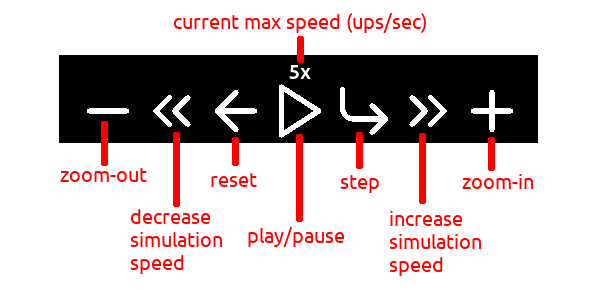 current max speed (ups/sec)
5x
zoom-out
reset
step
zoom-in
decrease
simulation
speed
play/pause
increase
simulation
speed